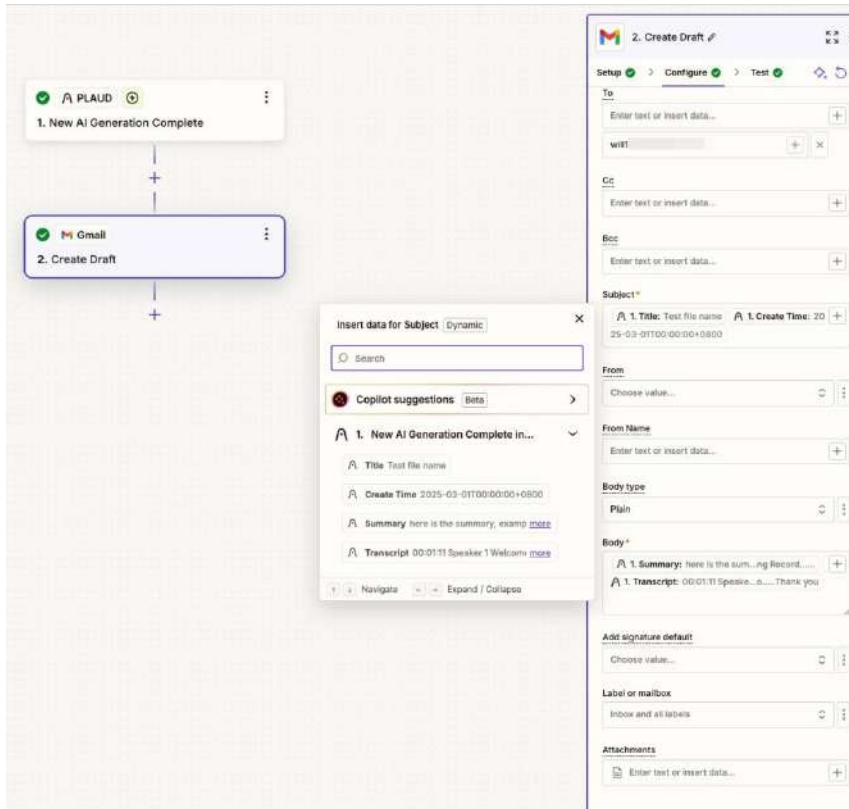 PLAUD
1. New AI Generation Complete
Gmail
2. Create Draft
Insert data for Subject Dynamic
Search
Copilot suggestions Beta
1. New AI Generation Complete in...
Title Test file name
Create Time 2025-03-01T00:00:00+0800
Summary here is the summary, examp more
Transcript 00:01:11 Speaker 1 Welcome more
Navigate Expand / Collapse
2. Create Draft
Setup Configure Test
To
Enter text or insert data...
will1
Cc
Enter text or insert data...
Bcc
Enter text or insert data...
Subject*
1. Title: Test file name 1. Create Time: 20
25-03-01T00:00:00+0800
From
Choose value...
From Name
Enter text or insert data...
Body type
Plain
Body*
1. Summary: here is the sum...ng Record......
1. Transcript: 00:01:11 Speake...o.... Thank you
Add signature default
Choose value...
Label or mailbox
Inbox and all labels
Attachments
Enter text or insert data...